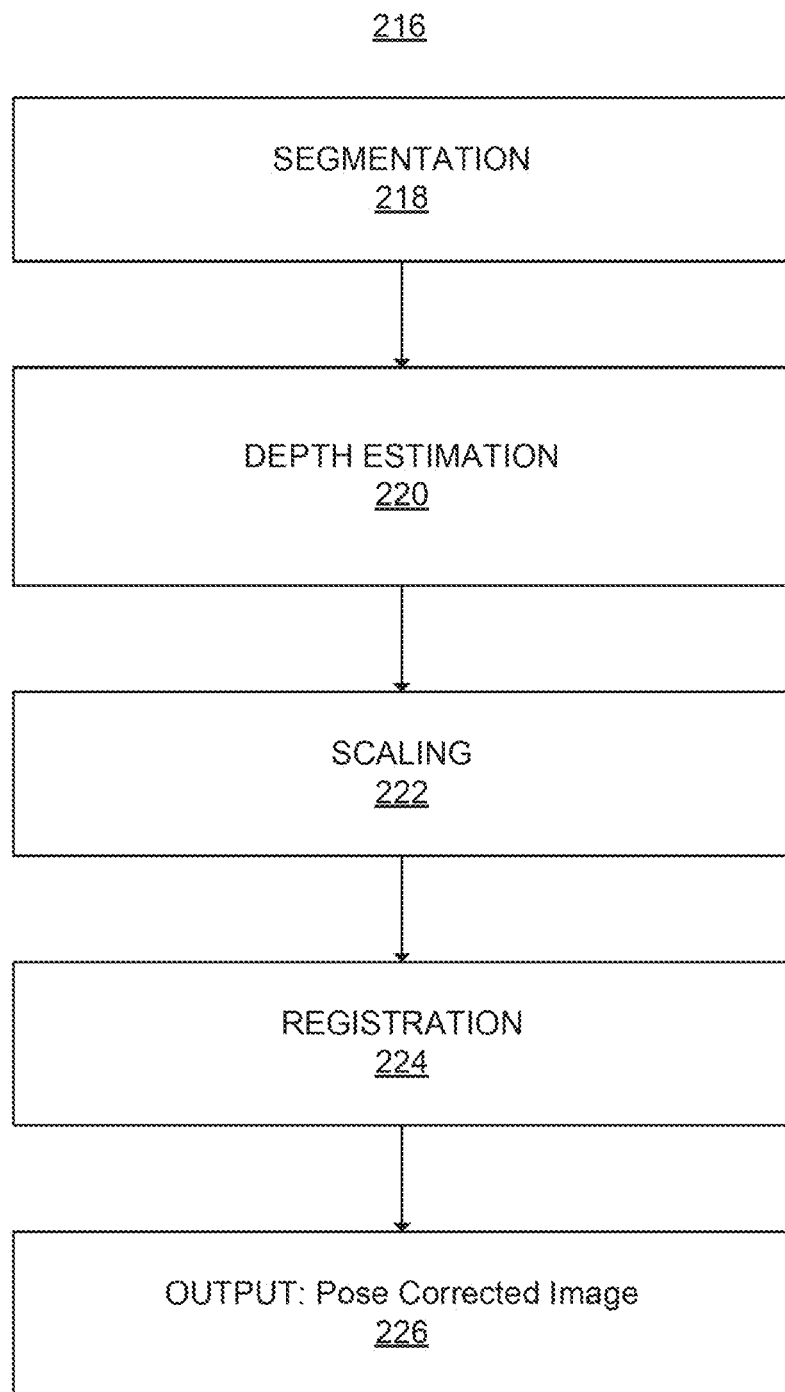 216
SEGMENTATION
218
DEPTH ESTIMATION
220
SCALING
222
REGISTRATION
224
OUTPUT: Pose Corrected Image
226